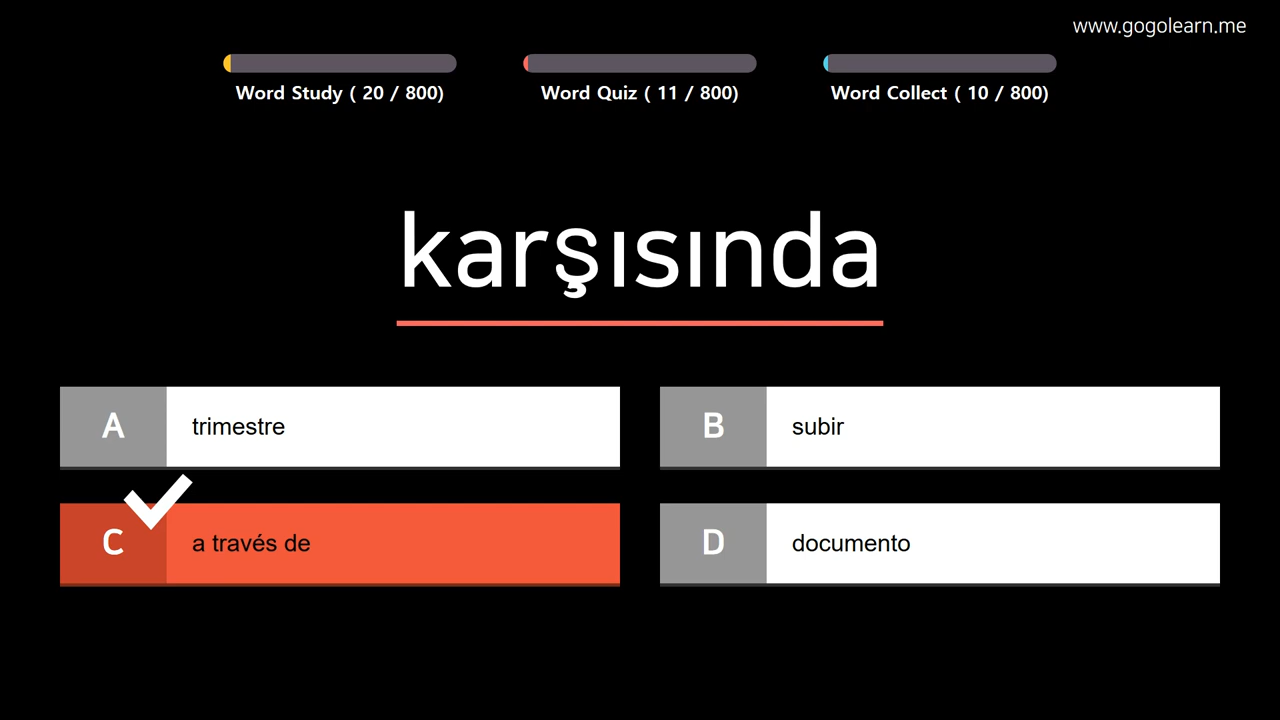 www.gogolearn.me
Word Study ( 20 / 800)
Word Quiz ( 11 / 800)
Word Collect ( 10 / 800)
karşısında
A trimestre
B subir
C a través de
D documento